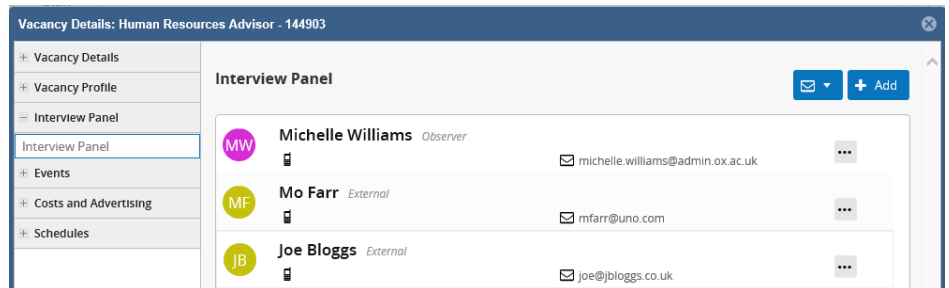 Vacancy Details: Human Resources Advisor - 144903
Vacancy Details
Vacancy Profile
Interview Panel
Interview Panel
Events
Costs and Advertising
Schedules
Interview Panel
Add
MW
Michelle Williams Observer
michelle.williams@admin.ox.ac.uk
MF
Mo Farr External
mfarr@uno.com
JB
Joe Bloggs External
joe@jbloggs.co.uk